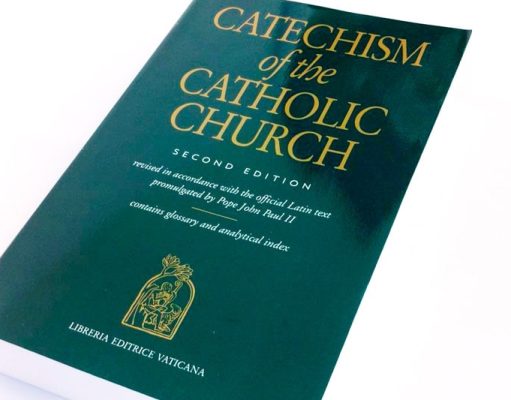 CATECHISM
of the
CATHOLIC
CHURCH
SECOND EDITION
revised in accordance with the official Latin text
promulgated by Pope John Paul II
contains glossary and analytical index
LIBRERIA EDITRICE VATICANA